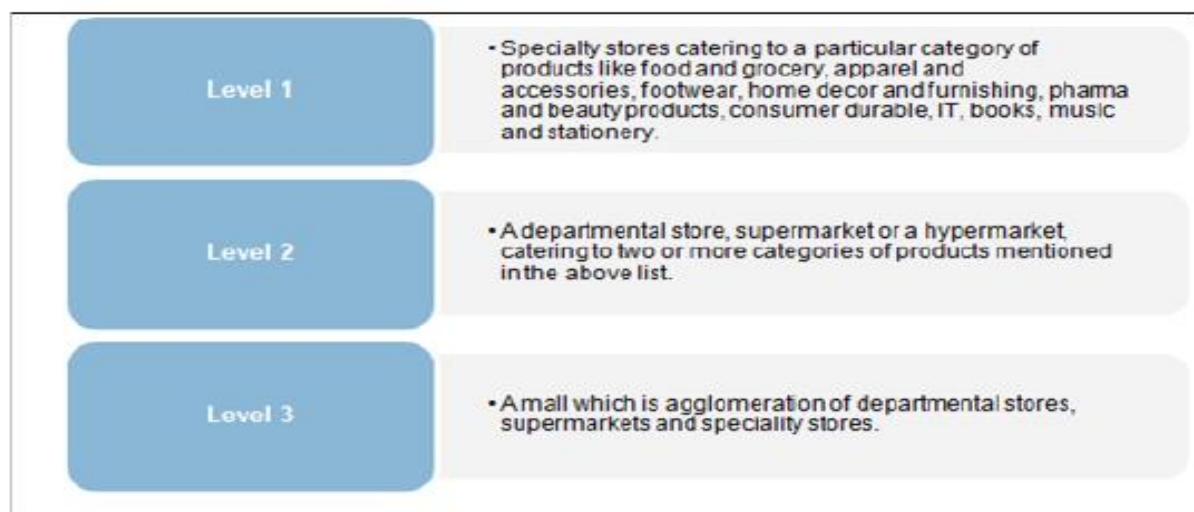 Level 1
• Specialty stores catering to a particular category of
products like food and grocery, apparel and
accessories, footwear, home decor and furnishing, pharma
and beauty products, consumer durable, IT, books, music
and stationery.
Level 2
• A departmental store, supermarket or a hypermarket,
catering to two or more categories of products mentioned
in the above list.
Level 3
• A mall which is agglomeration of departmental stores,
supermarkets and speciality stores.